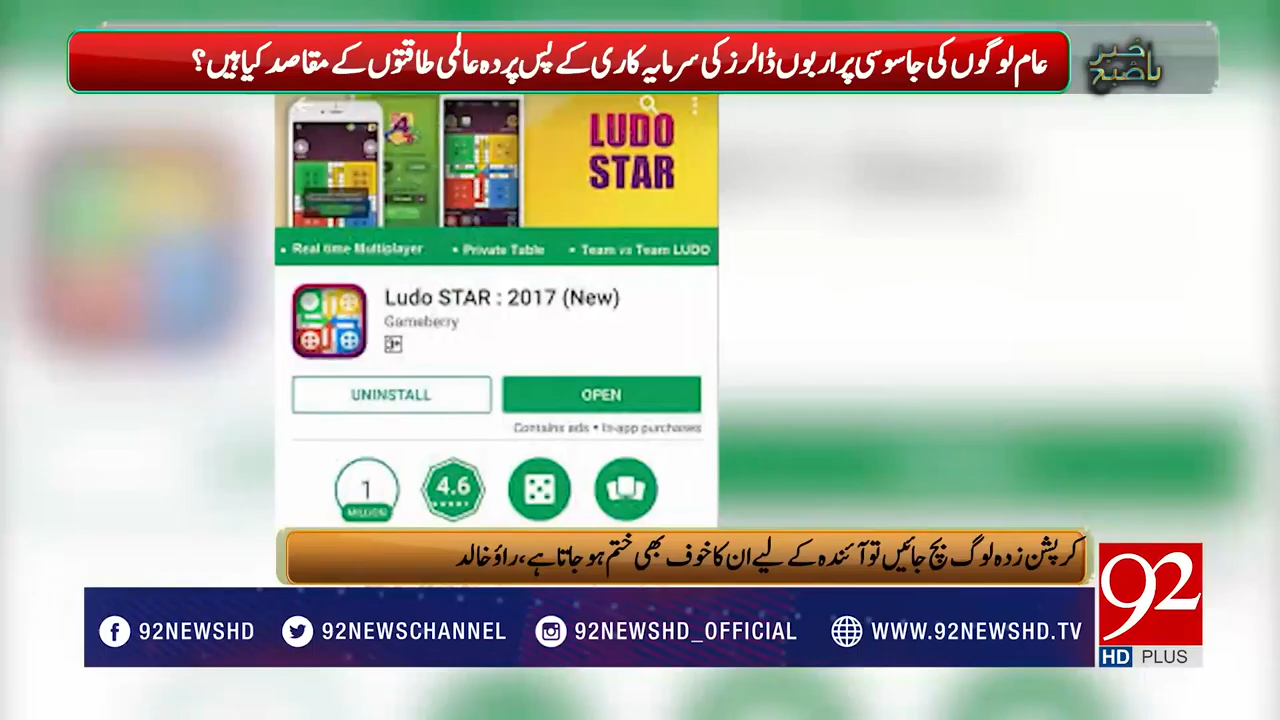 عام لوگوں کی جاسوسی پر اربوں ڈالرز کی سرمایہ کاری کے پس پردہ عالمی طاقتوں کے مقاصد کیا ہیں؟
باخبر صبح
LUDO
STAR
• Real time Multiplayer • Private Table • Team vs Team LUDO
Ludo STAR : 2017 (New)
Gameberry
3+
UNINSTALL OPEN
Contains ads • In-app purchases
1 4.6
MILLION
کرپشن زدہ لوگ بچ جائیں تو آئندہ کے لیے ان کا خوف بھی ختم ہو جاتا ہے، راؤ خالد
92
HD PLUS
92NEWSHD 92NEWSCHANNEL 92NEWSHD_OFFICIAL WWW.92NEWSHD.TV